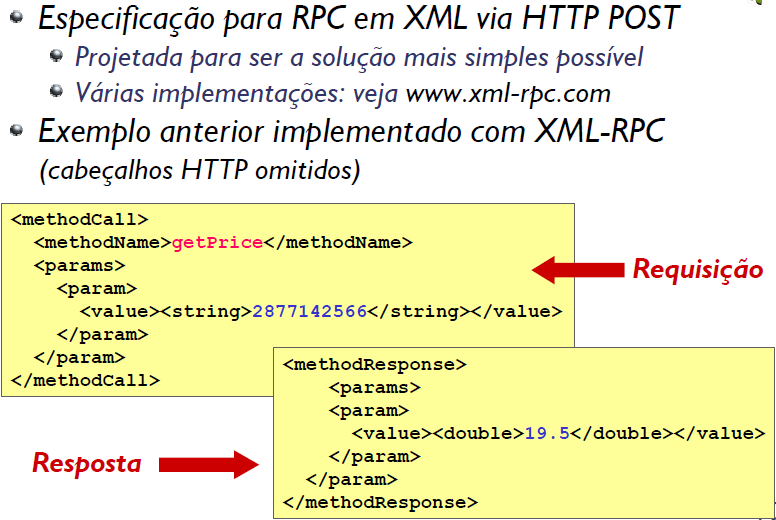 Especificação para RPC em XML via HTTP POST
Projetada para ser a solução mais simples possível
Várias implementações: veja www.xml-rpc.com
Exemplo anterior implementado com XML-RPC
(cabeçalhos HTTP omitidos)
<methodCall>
<methodName>getPrice</methodName>
<params>
<param>
<value><string>2877142566</string></value>
</param>
</param>
</methodCall>
Requisição
<methodResponse>
<params>
<param>
<value><double>19.5</double></value>
</param>
</param>
</methodResponse>
Resposta